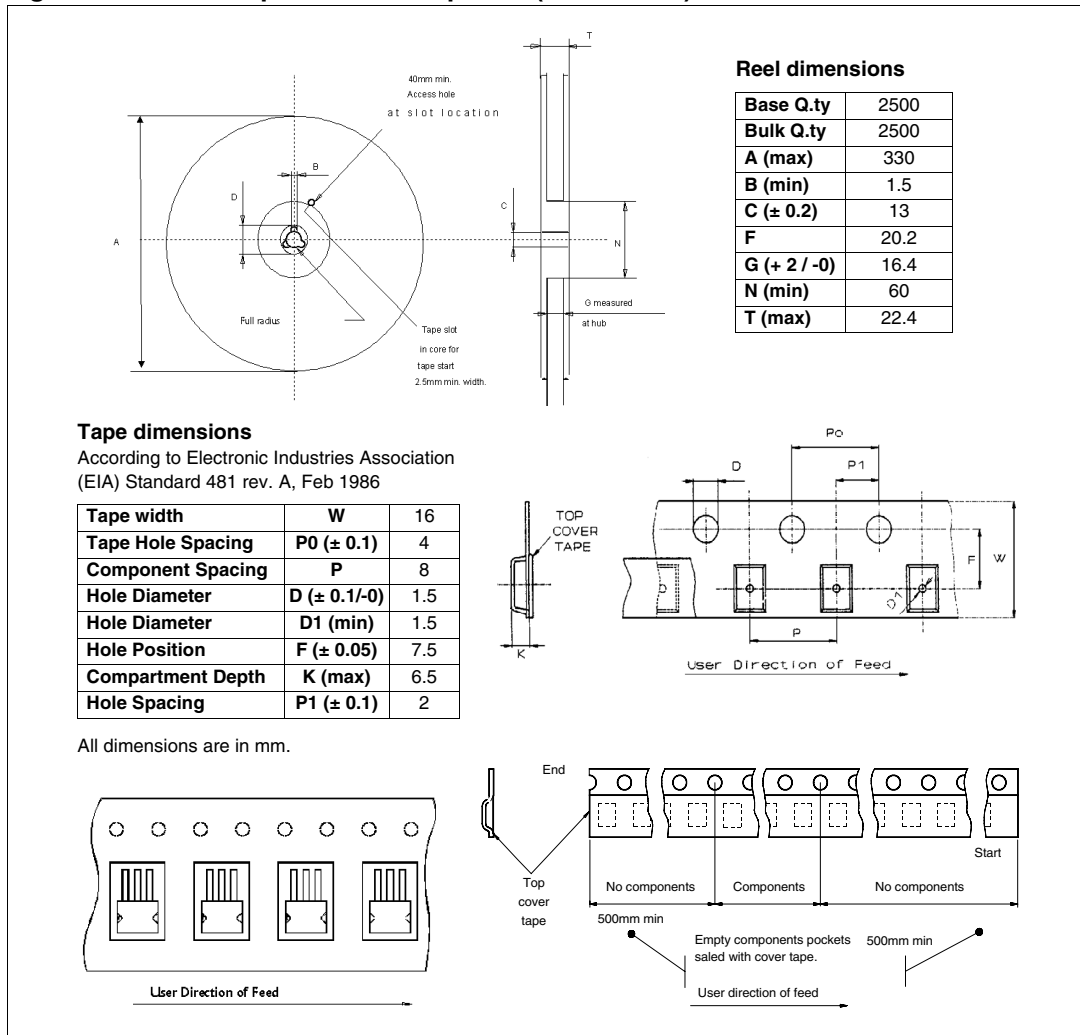 T
40mm min.
Access hole
at slot location
B
D
C
A
N
G measured
at hub
Full radius
Tape slot
in core for
tape start
2.5mm min. width.
Reel dimensions
Base Q.ty 2500
Bulk Q.ty 2500
A (max) 330
B (min) 1.5
C (± 0.2) 13
F 20.2
G (+ 2 / -0) 16.4
N (min) 60
T (max) 22.4
Tape dimensions
According to Electronic Industries Association
(EIA) Standard 481 rev. A, Feb 1986
Tape width W 16
Tape Hole Spacing P0 (± 0.1) 4
Component Spacing P 8
Hole Diameter D (± 0.1/-0) 1.5
Hole Diameter D1 (min) 1.5
Hole Position F (± 0.05) 7.5
Compartment Depth K (max) 6.5
Hole Spacing P1 (± 0.1) 2
All dimensions are in mm.
Po
D
P1
TOP
COVER
TAPE
F
W
D1
P
K
User Direction of Feed
User Direction of Feed
End
Start
Top
cover
tape
No components
Components
No components
500mm min
Empty components pockets
saled with cover tape.
500mm min
User direction of feed